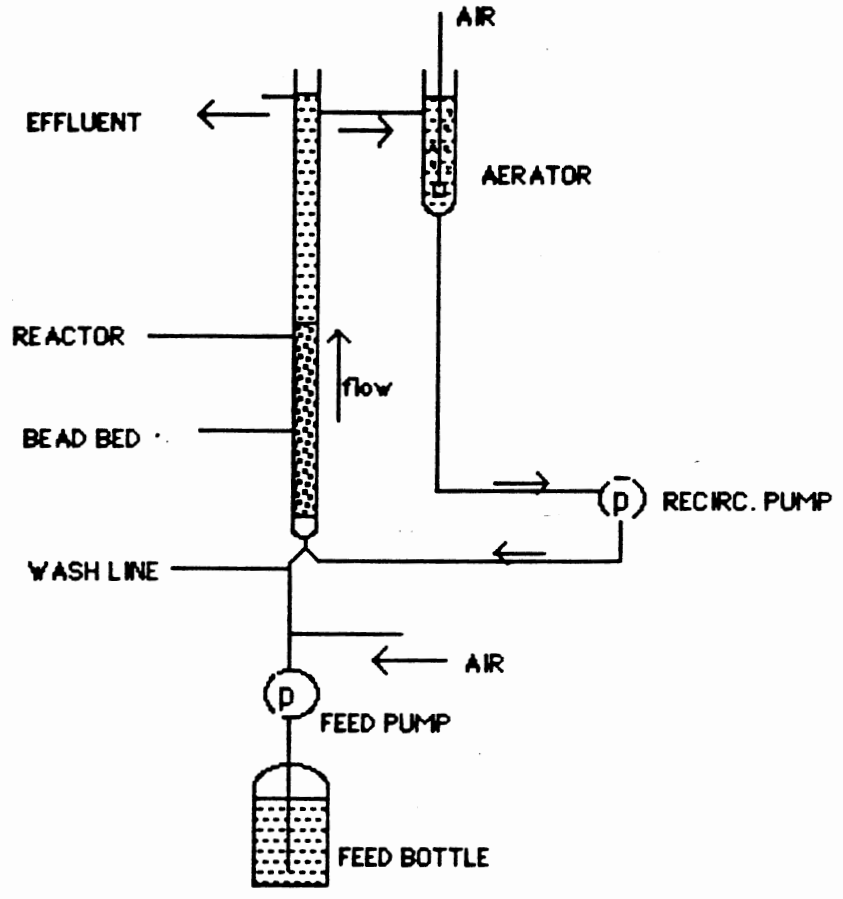 AIR
EFFLUENT
AERATOR
REACTOR
flow
BEAD BED
p
RECIRC. PUMP
WASH LINE
AIR
p
FEED PUMP
FEED BOTTLE